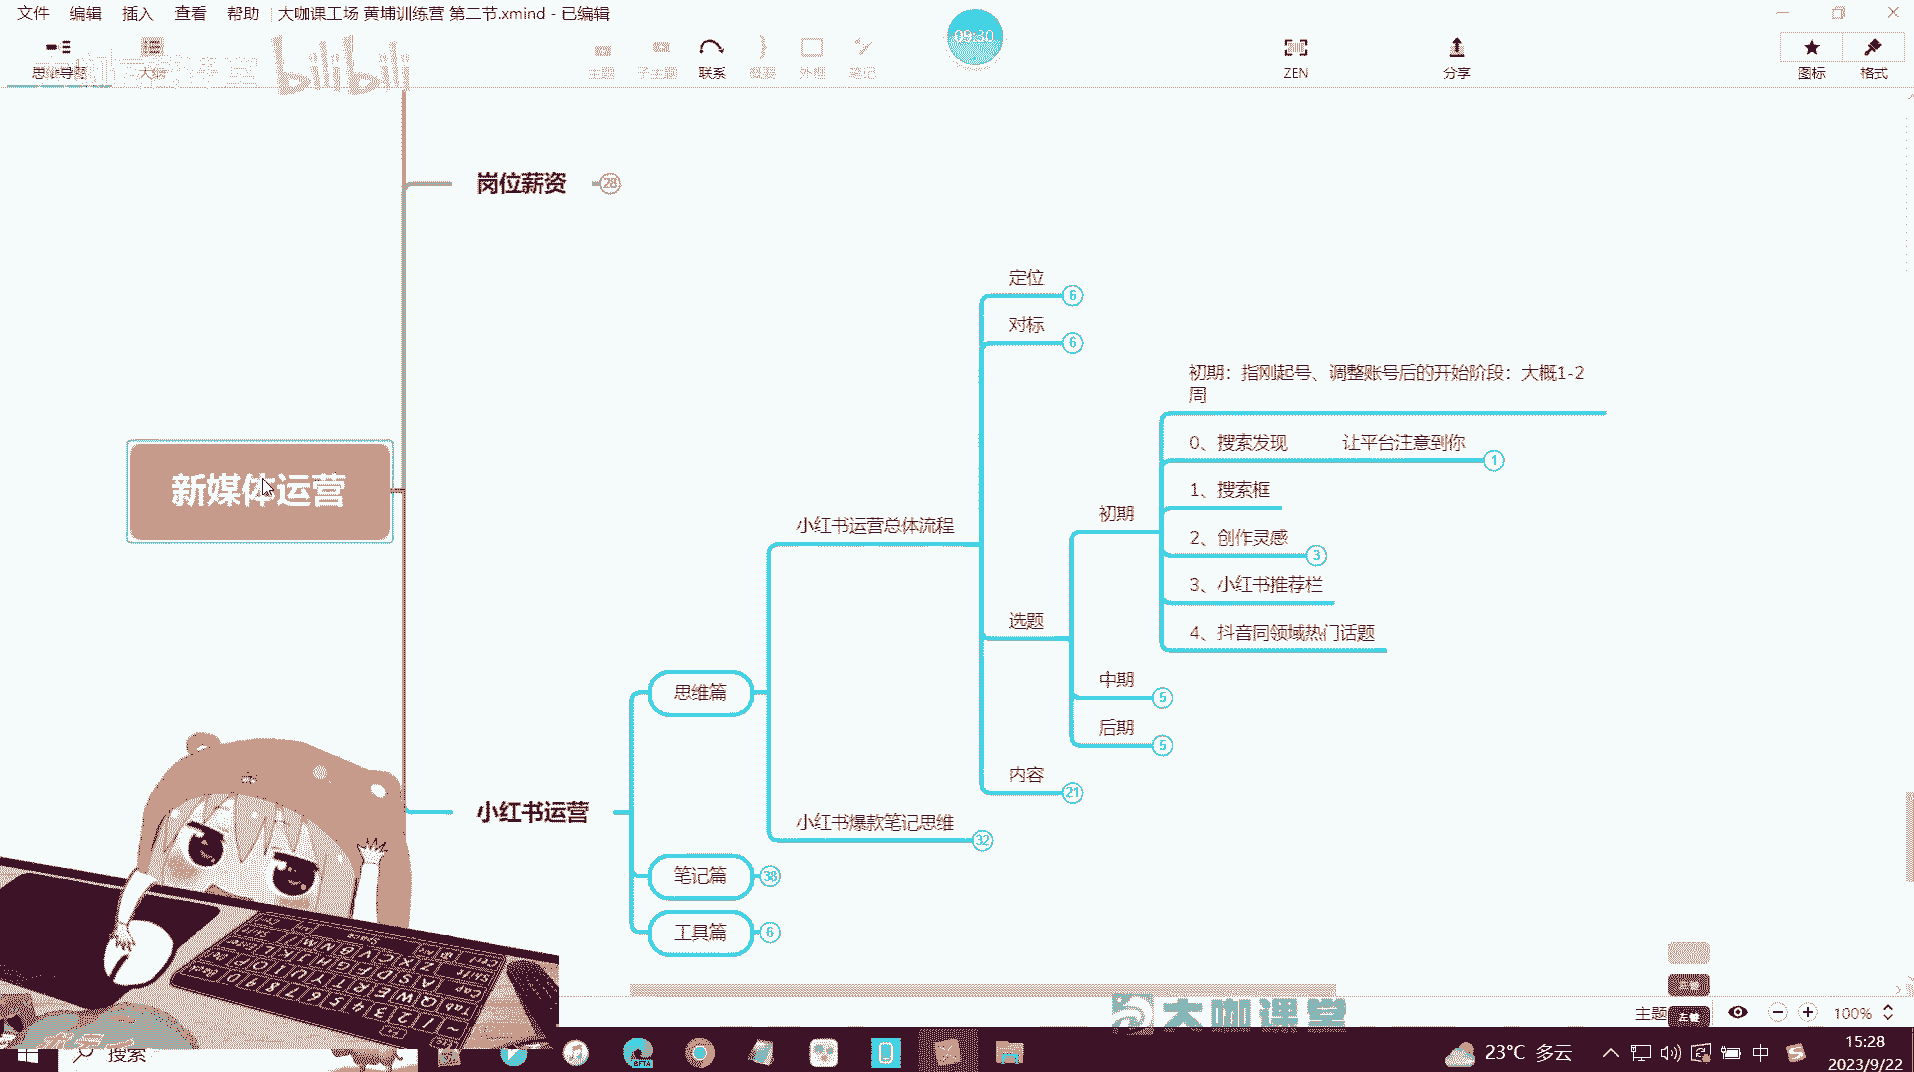 文件 编辑 插入 查看 帮助 大咖课工场 黄埔训练营 第二节.xmind - 已编辑
09:30
思维导图 大纲 主题 子主题 联系 概要 外框 笔记 ZEN 分享 图标 格式
bilibili
岗位薪资 28
定位 6
对标 6
初期：指刚起号、调整账号后的开始阶段：大概1-2
周
0、搜索发现 让平台注意到你 1
1、搜索框
新媒体运营
初期
小红书运营总体流程
2、创作灵感 3
3、小红书推荐栏
选题
4、抖音同领域热门话题
中期 5
思维篇
后期 5
内容 21
小红书运营
小红书爆款笔记思维 32
笔记篇 38
工具篇 6
大咖课堂
主题 左键 100%
搜索
BETA
23°C 多云 中 15:28
2023/9/22